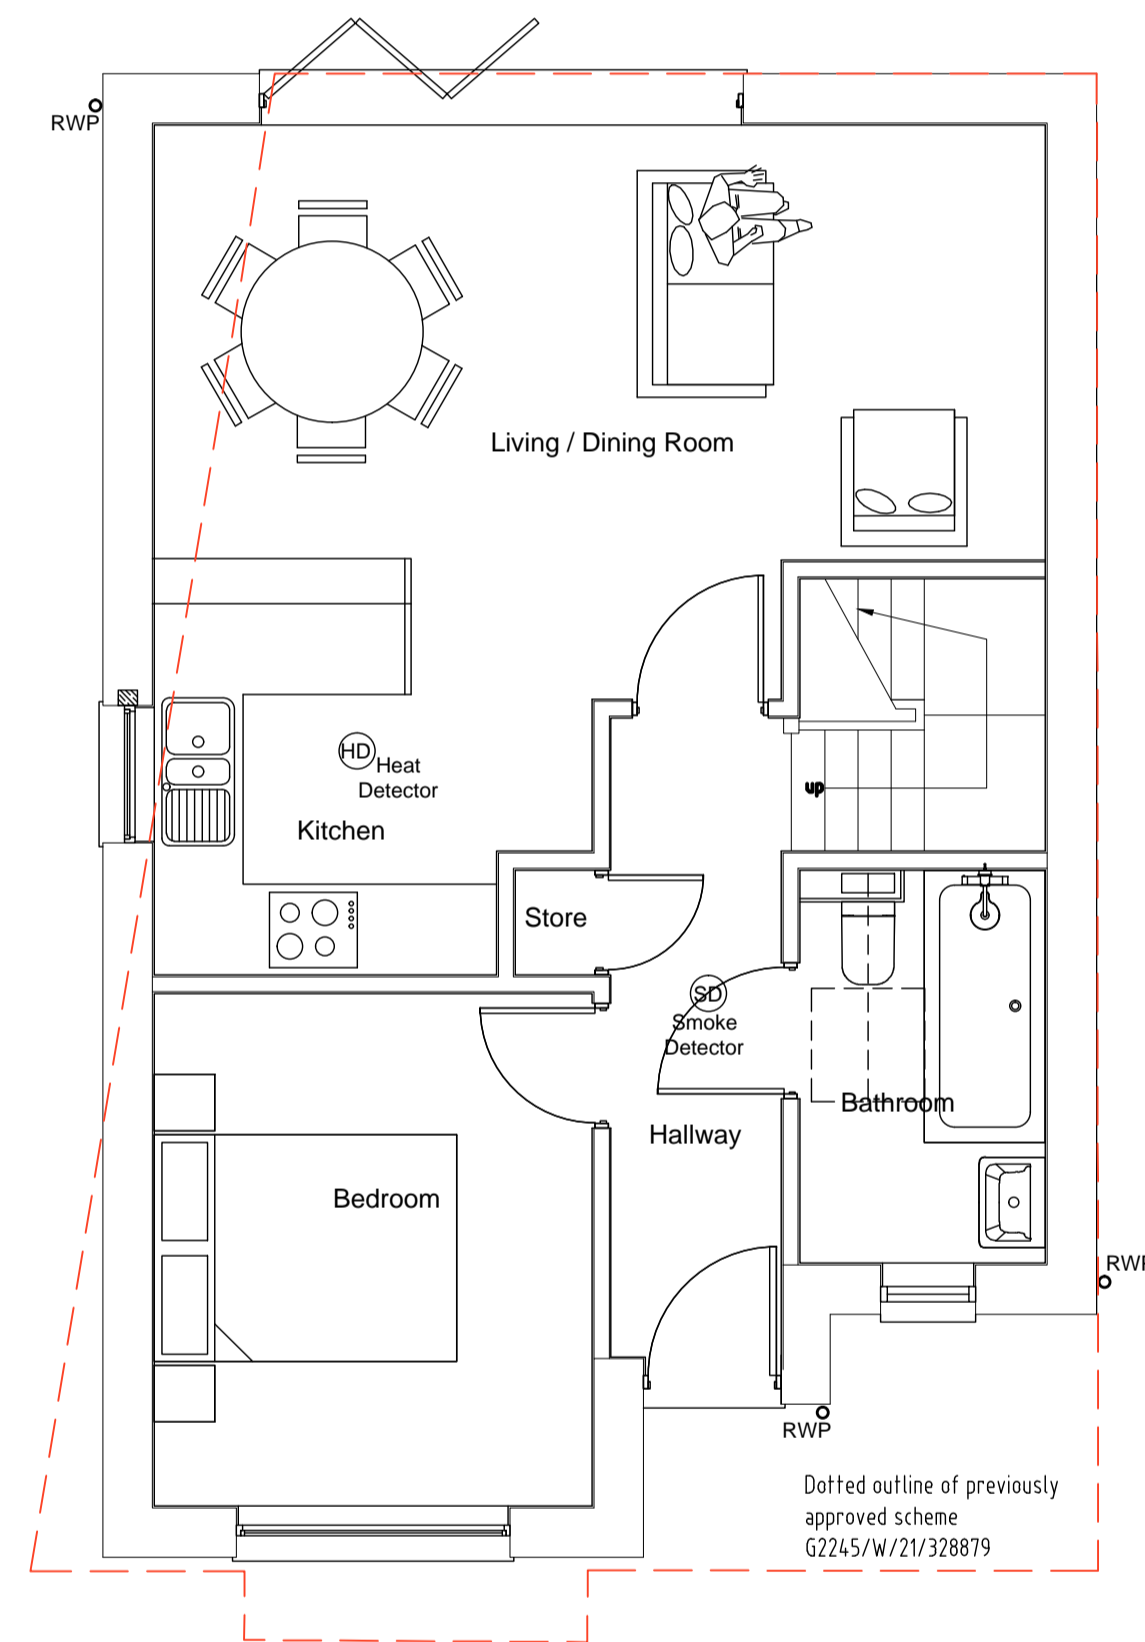 RWP
Living / Dining Room
HD
Heat
Detector
Kitchen
up
Store
SD
Smoke
Detector
Bathroom
Hallway
Bedroom
RWP
RWP
Dotted outline of previously
approved scheme
G2245/W/21/328879